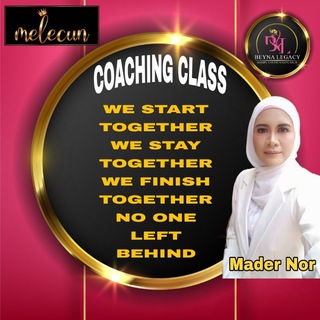 melecun
BEYNA LEGACY
COACHING CLASS
WE START
TOGETHER
WE STAY
TOGETHER
WE FINISH
TOGETHER
NO ONE
LEFT
BEHIND
Mader Nor